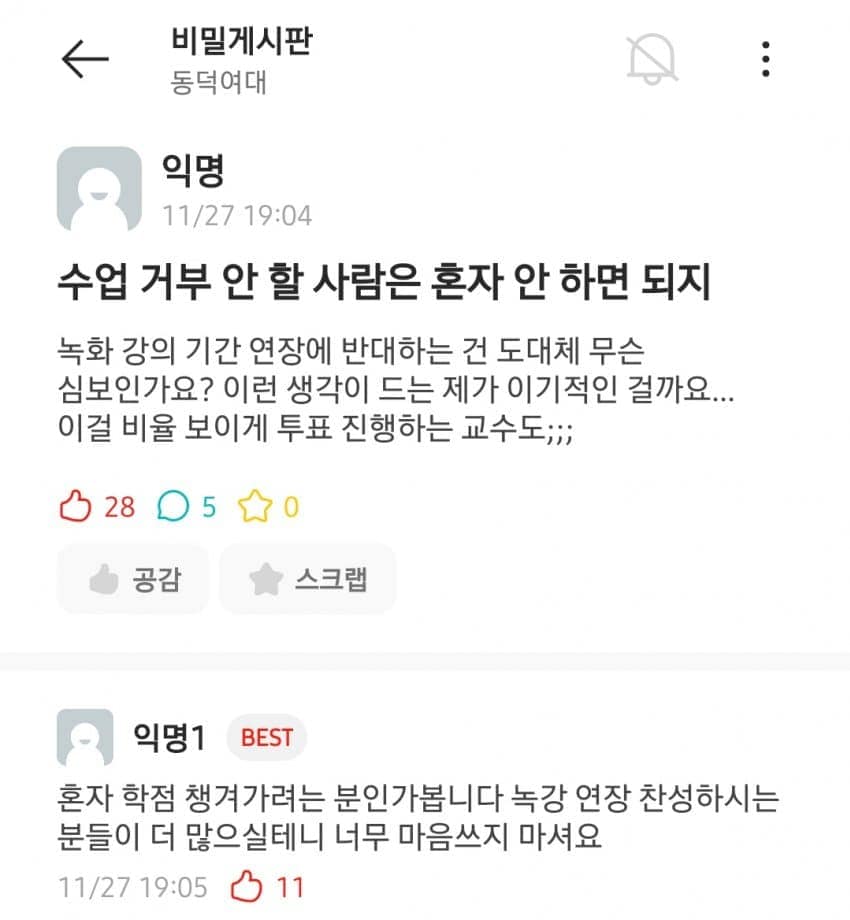 비밀게시판
동덕여대
익명
11/27 19:04
수업 거부 안 할 사람은 혼자 안 하면 되지
녹화 강의 기간 연장에 반대하는 건 도대체 무슨
심보인가요? 이런 생각이 드는 제가 이기적인 걸까요...
이걸 비율 보이게 투표 진행하는 교수도;;;
28 5 0
공감 스크랩
익명1 BEST
혼자 학점 챙겨가려는 분인가봅니다 녹강 연장 찬성하시는
분들이 더 많으실테니 너무 마음쓰지 마셔요
11/27 19:05 11